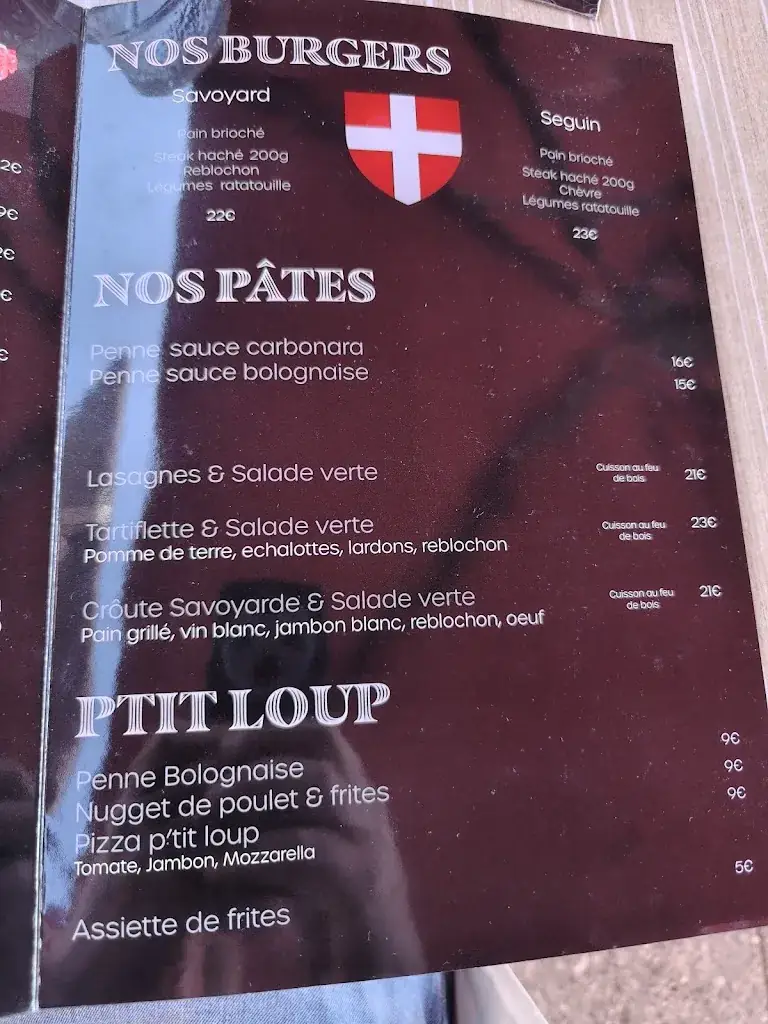 NOS BURGERS
Savoyard
Pain brioché
Steak haché 200g
Reblochon
Légumes ratatouille
22€
Seguin
Pain brioché
Steak haché 200g
Chèvre
Légumes ratatouille
23€
NOS PÂTES
Penne sauce carbonara 16€
Penne sauce bolognaise 15€
Lasagnes & Salade verte Cuisson au feu de bois 21€
Tartiflette & Salade verte Cuisson au feu de bois 23€
Pomme de terre, echalottes, lardons, reblochon
Croûte Savoyarde & Salade verte Cuisson au feu de bois 21€
Pain grillé, vin blanc, jambon blanc, reblochon, oeuf
PTIT LOUP
Penne Bolognaise 9€
Nugget de poulet & frites 9€
Pizza p'tit loup 9€
Tomate, Jambon, Mozzarella
Assiette de frites 5€